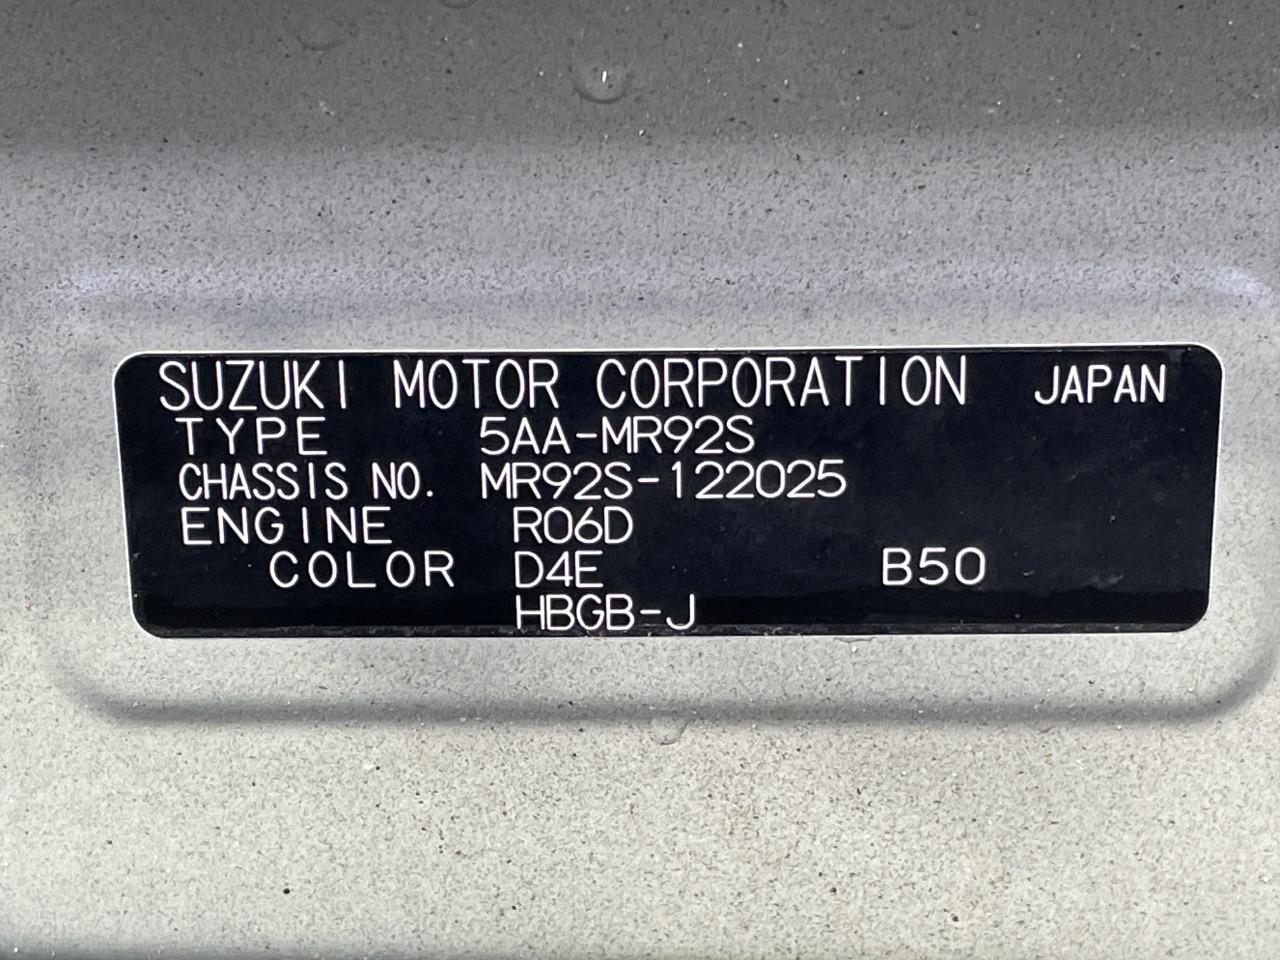 SUZUKI MOTOR CORPORATION JAPAN
TYPE 5AA-MR92S
CHASSIS NO. MR92S-122025
ENGINE R06D
COLOR D4E B50
HBGB-J